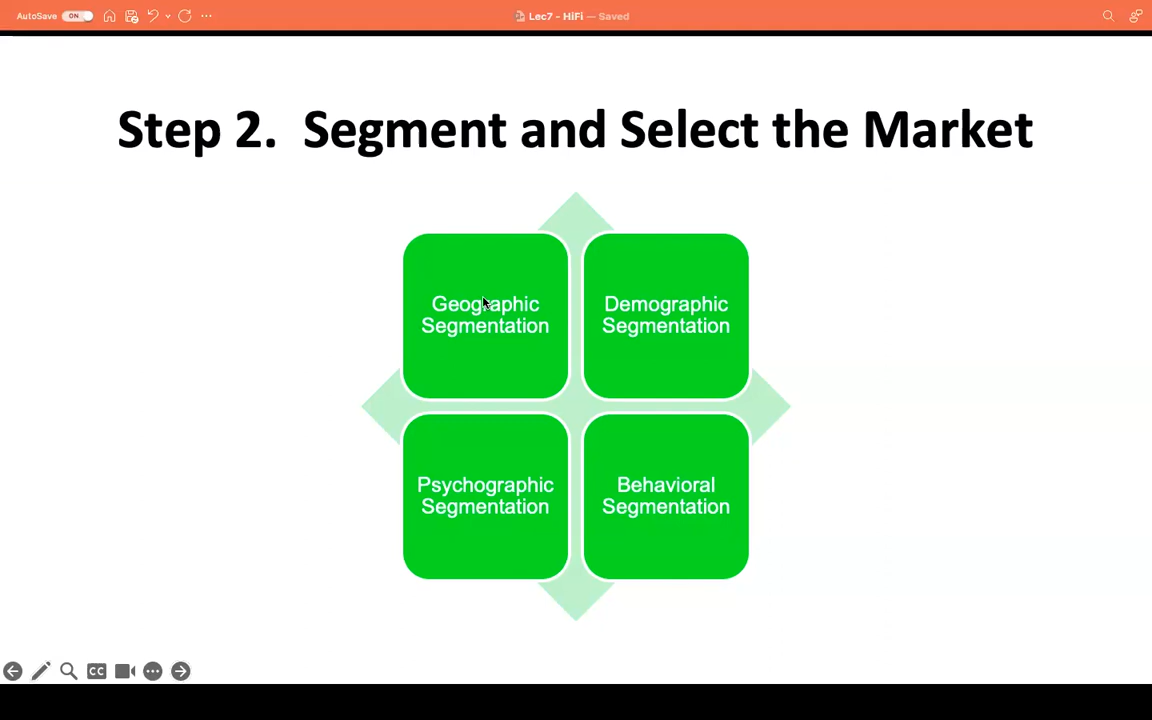 AutoSave ON
Lec7 - HiFi — Saved
Step 2. Segment and Select the Market
Geographic
Segmentation
Demographic
Segmentation
Psychographic
Segmentation
Behavioral
Segmentation
CC